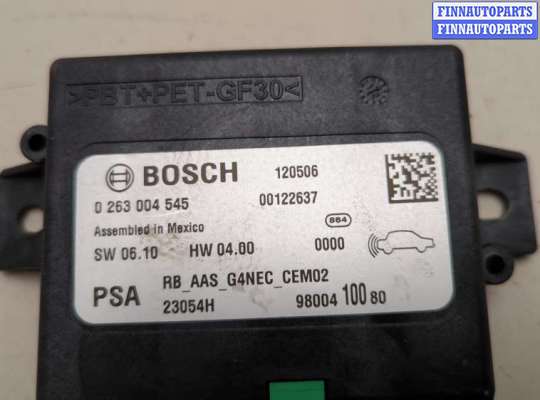 FINNAUTOPARTS
FINNAUTOPARTS
>PBT+PET-GF30<
BOSCH 120506
0 263 004 545 00122637
Assembled in Mexico 864
SW 06.10 HW 04.00 0000
PSA RB_AAS_G4NEC_CEM02
23054H 98004 100 80